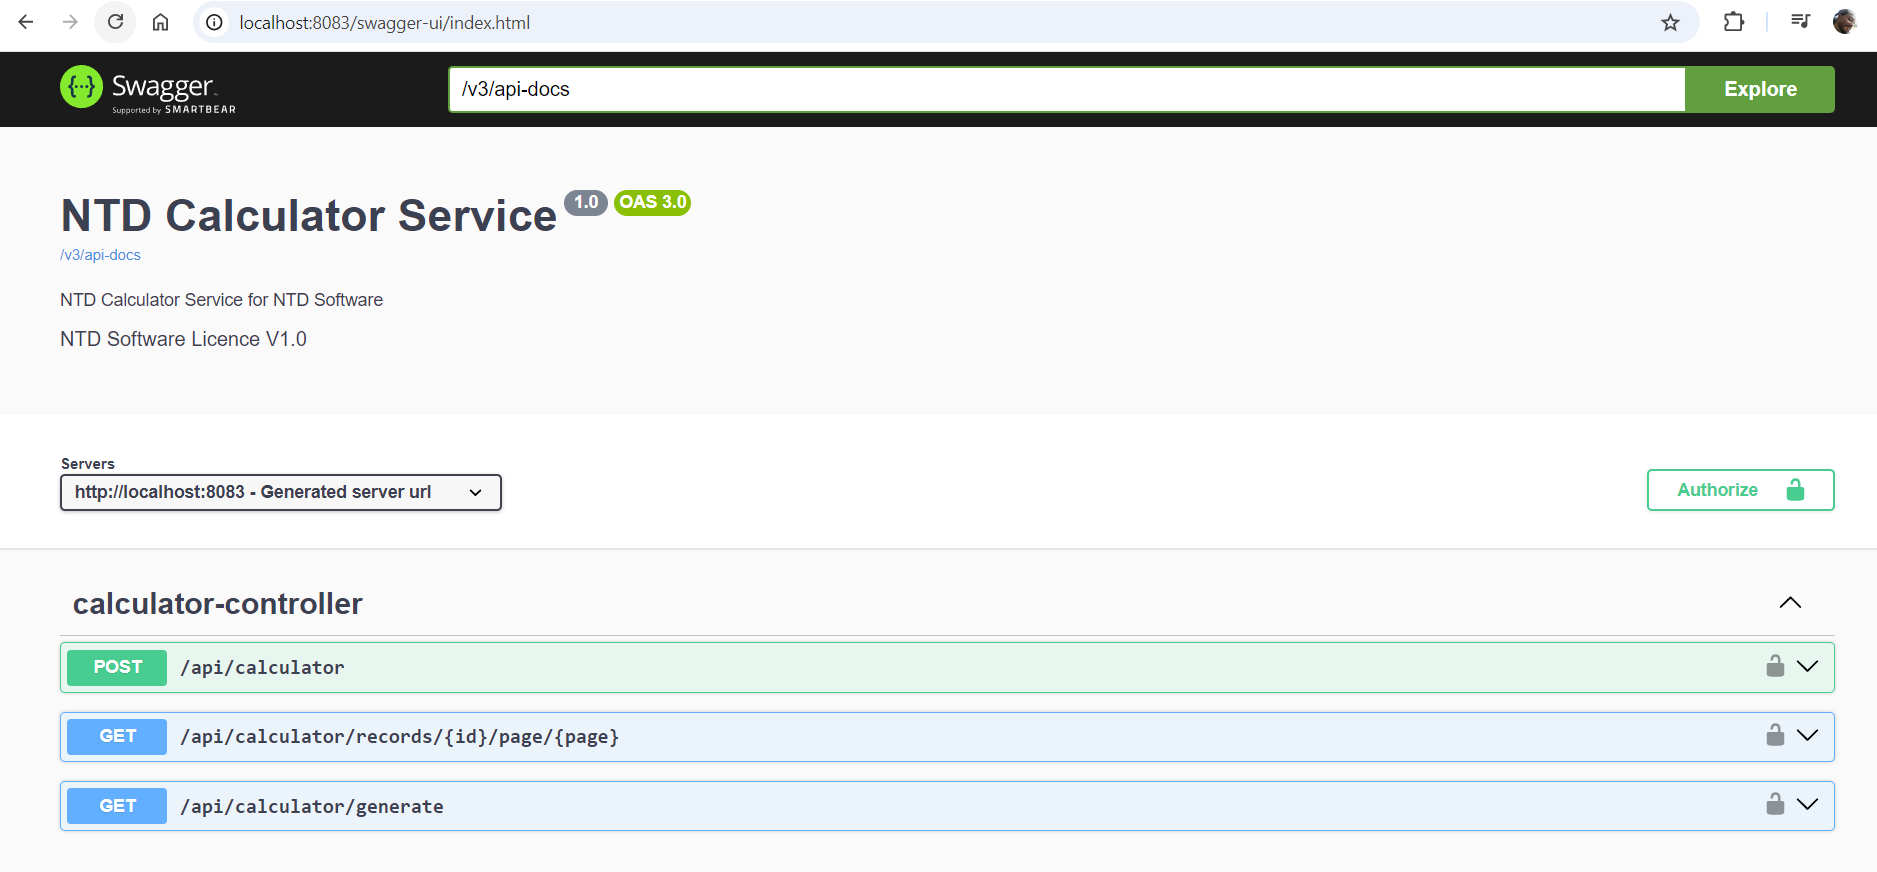 localhost:8083/swagger-ui/index.html
Swagger
Supported by SMARTBEAR
/v3/api-docs
Explore
NTD Calculator Service 1.0 OAS 3.0
/v3/api-docs
NTD Calculator Service for NTD Software
NTD Software Licence V1.0
Servers
http://localhost:8083 - Generated server url
Authorize
calculator-controller
POST /api/calculator
GET /api/calculator/records/{id}/page/{page}
GET /api/calculator/generate